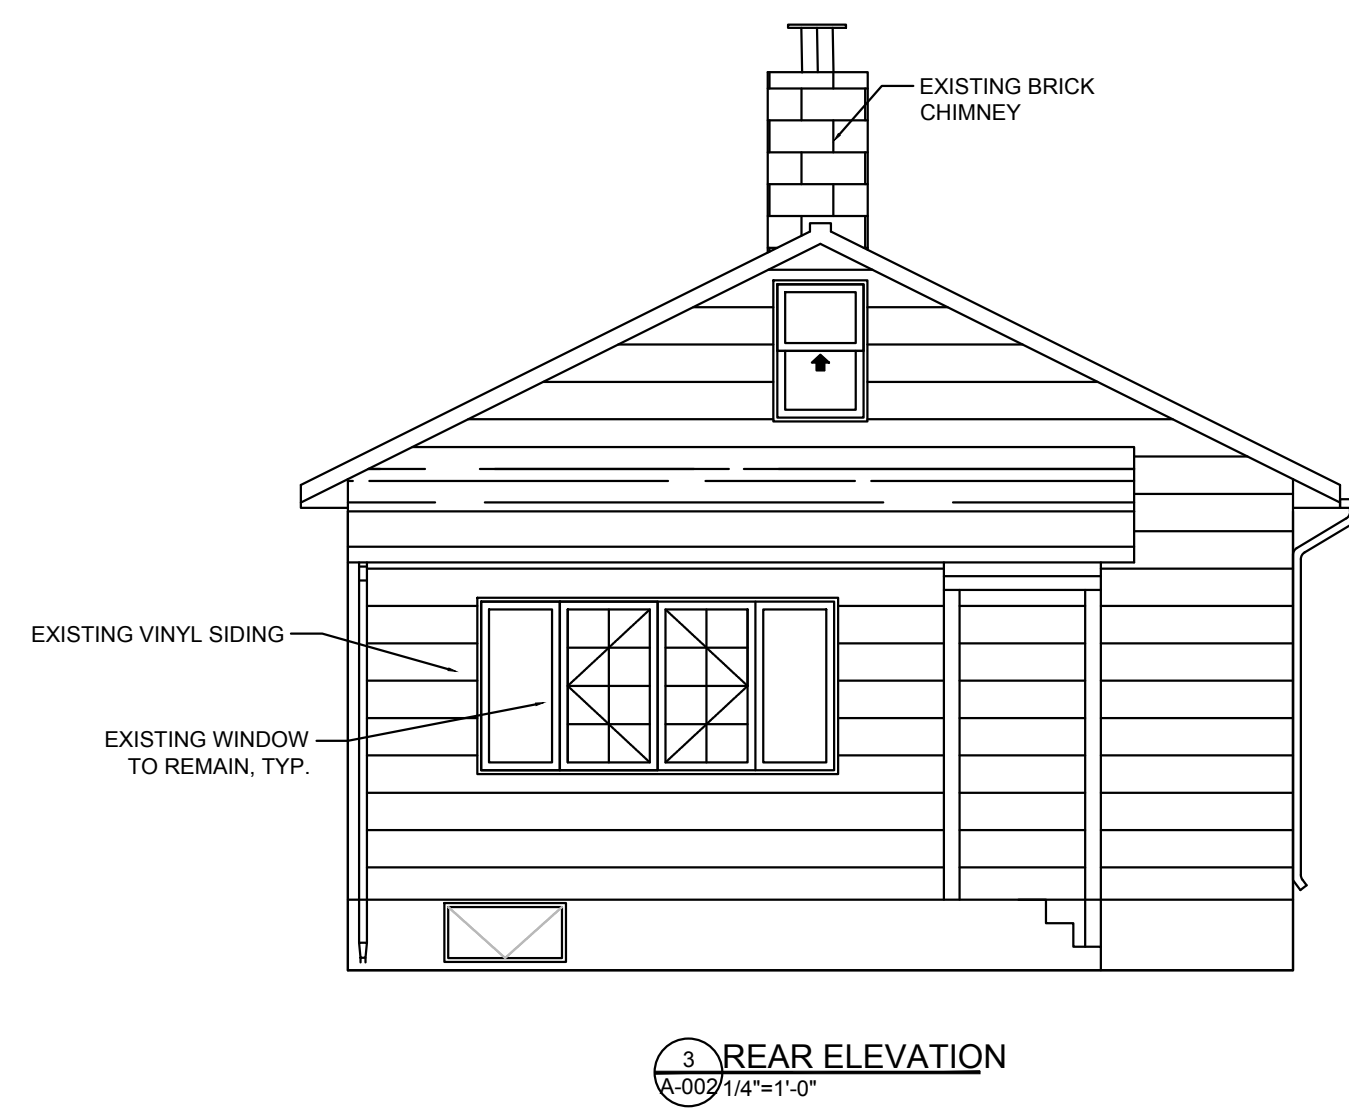 EXISTING BRICK
CHIMNEY
EXISTING VINYL SIDING
EXISTING WINDOW
TO REMAIN, TYP.
3
REAR ELEVATION
A-002
1/4"=1'-0"